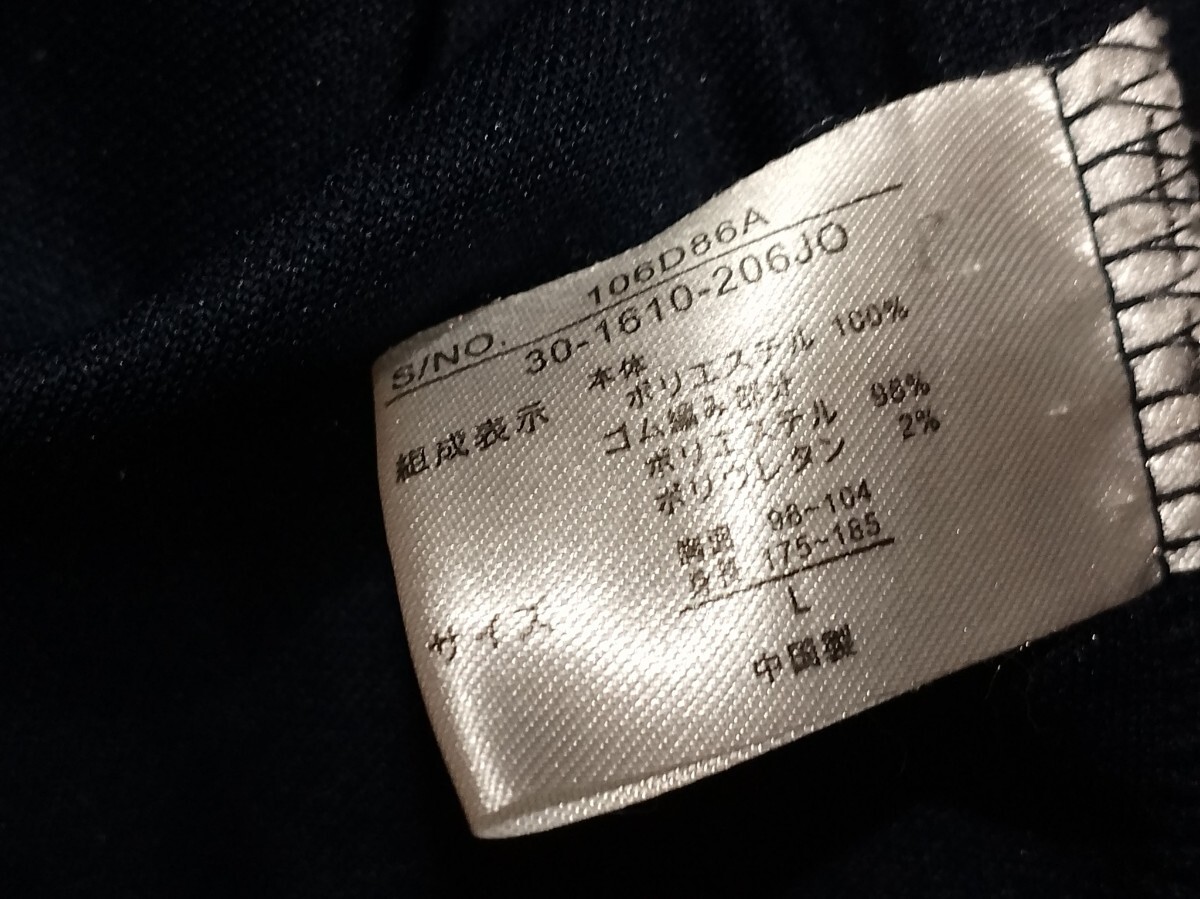 S/NO. 106D86A
30-1610-206JO
組成表示 本体
ポリエステル 100%
ゴム編み部分
ポリエステル 98%
ポリウレタン 2%
胸囲 98~104
身長 175~185
サイズ L
中国製